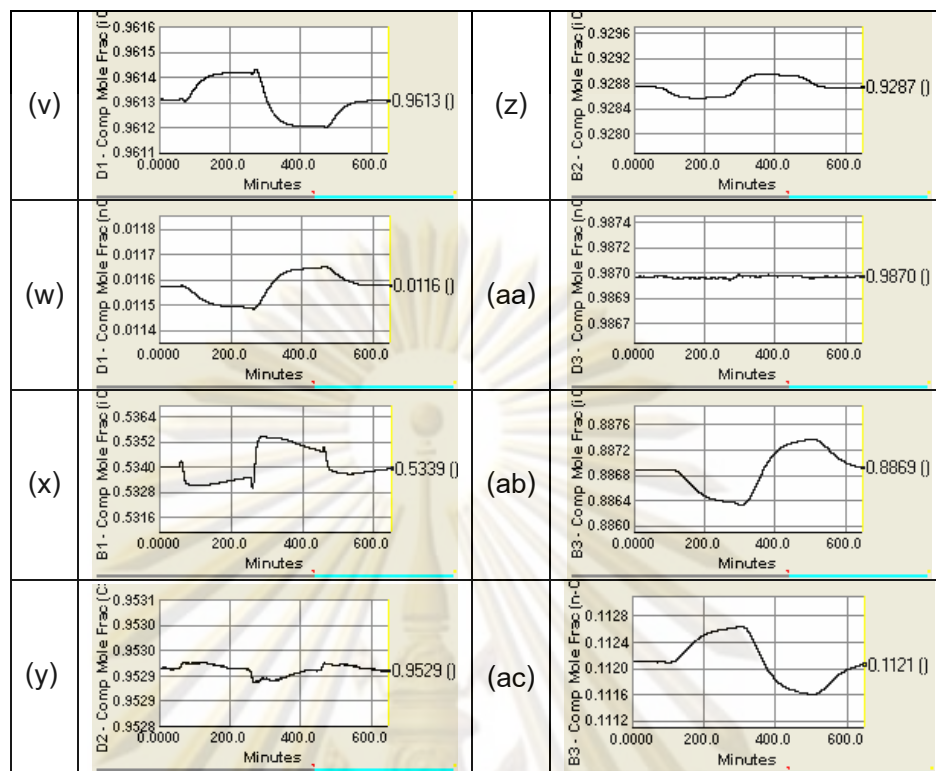 (v)
D1 - Comp Mole Frac (i C
0.9616
0.9615
0.9614
0.9613
0.9612
0.9611
0.0000 200.0 400.0 600.0
Minutes
0.9613 ()
(z)
B2 - Comp Mole Frac (i C
0.9296
0.9292
0.9288
0.9284
0.9280
0.0000 200.0 400.0 600.0
Minutes
0.9287 ()
(w)
D1 - Comp Mole Frac (n-C
0.0118
0.0117
0.0116
0.0115
0.0114
0.0000 200.0 400.0 600.0
Minutes
0.0116 ()
(aa)
D3 - Comp Mole Frac (n-C
0.9874
0.9872
0.9870
0.9869
0.9867
0.0000 200.0 400.0 600.0
Minutes
0.9870 ()
(x)
B1 - Comp Mole Frac (i C
0.5364
0.5352
0.5340
0.5328
0.5316
0.0000 200.0 400.0 600.0
Minutes
0.5339 ()
(ab)
B3 - Comp Mole Frac (i C
0.8876
0.8872
0.8868
0.8864
0.8860
0.0000 200.0 400.0 600.0
Minutes
0.8869 ()
(y)
D2 - Comp Mole Frac (C
0.9531
0.9530
0.9530
0.9529
0.9529
0.9528
0.0000 200.0 400.0 600.0
Minutes
0.9529 ()
(ac)
B3 - Comp Mole Frac (n-C
0.1128
0.1124
0.1120
0.1116
0.1112
0.0000 200.0 400.0 600.0
Minutes
0.1121 ()